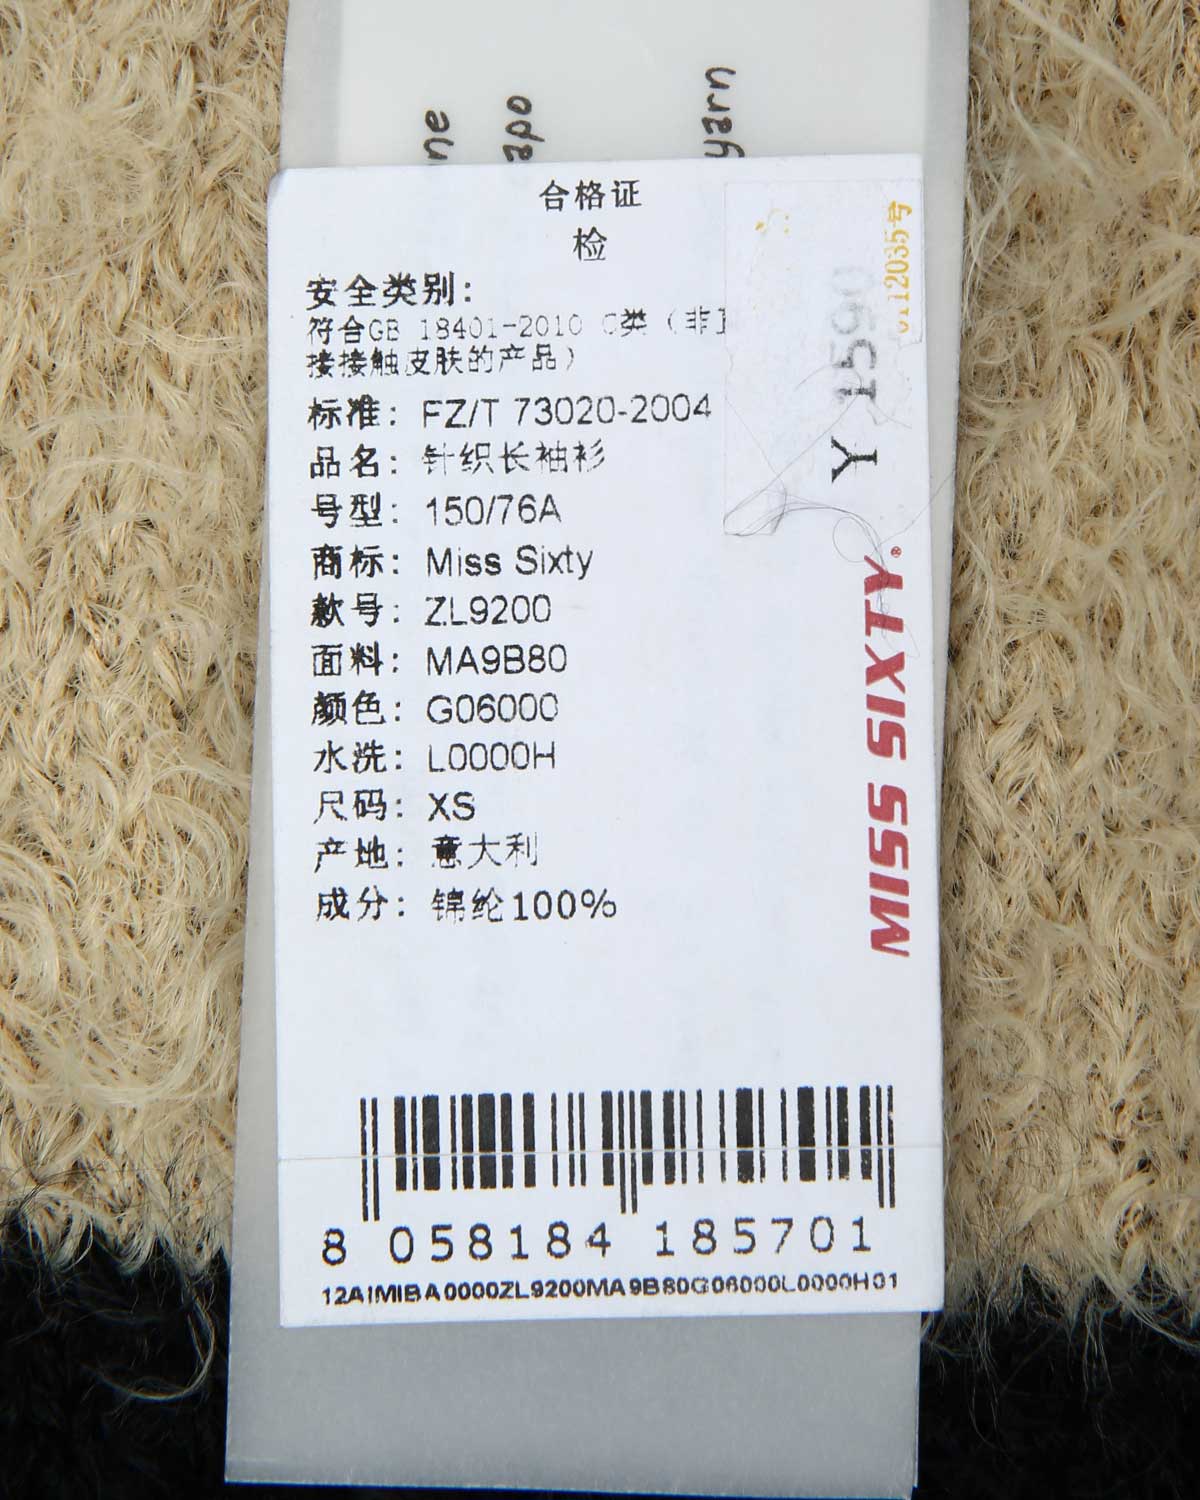 yarn
合格证
检
安全类别：
符合GB 18401-2010 C类（非
接接触皮肤的产品）
标准： FZ/T 73020-2004
品名： 针织长袖衫
号型： 150/76A
商标： Miss Sixty
款号： ZL9200
面料： MA9B80
颜色： G06000
水洗： L0000H
尺码： XS
产地： 意大利
成分： 锦纶100%
Y 1590
MISS SIXTY®
8 058184 185701
12AIMIBA0000ZL9200MA9B80G06000L0000H01